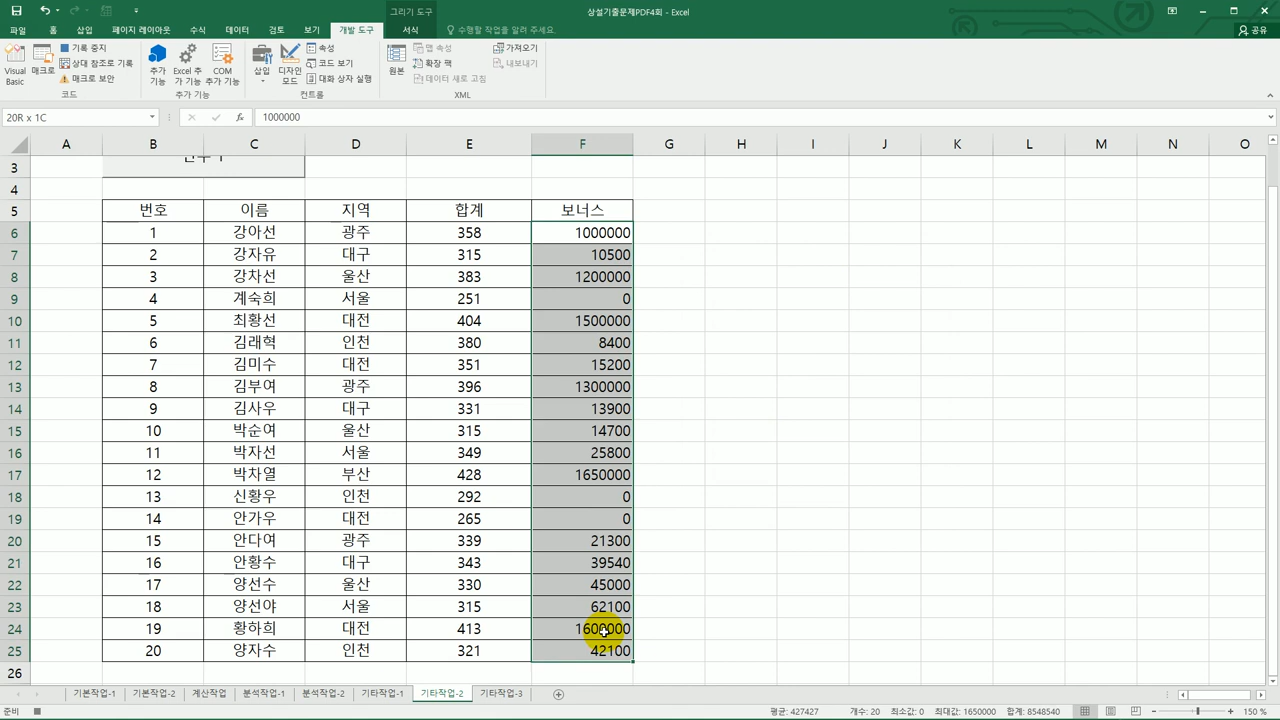 그리기 도구
상설기출문제PDF4회 - Excel
파일 홈 삽입 페이지 레이아웃 수식 데이터 검토 보기 개발 도구 서식 수행할 작업을 알려 주세요. 공유
Visual Basic
매크로
기록 중지
상대 참조로 기록
매크로 보안
코드
추가 기능
Excel 추가 기능
COM 추가 기능
추가 기능
삽입
디자인 모드
속성
코드 보기
대화 상자 실행
컨트롤
원본
맵 속성
확장 팩
데이터 새로 고침
가져오기
내보내기
XML
20R x 1C fx 1000000
A B C D E F G H I J K L M N O
3
4
5 번호 이름 지역 합계 보너스
6 1 강아선 광주 358 1000000
7 2 강자유 대구 315 10500
8 3 강차선 울산 383 1200000
9 4 계숙희 서울 251 0
10 5 최황선 대전 404 1500000
11 6 김래혁 인천 380 8400
12 7 김미수 대전 351 15200
13 8 김부여 광주 396 1300000
14 9 김사우 대구 331 13900
15 10 박순여 울산 315 14700
16 11 박자선 서울 349 25800
17 12 박차열 부산 428 1650000
18 13 신황우 인천 292 0
19 14 안가우 대전 265 0
20 15 안다여 광주 339 21300
21 16 안황수 대구 343 39540
22 17 양선수 울산 330 45000
23 18 양선야 서울 315 62100
24 19 황하희 대전 413 1600000
25 20 양자수 인천 321 42100
26
기본작업-1 기본작업-2 계산작업 분석작업-1 분석작업-2 기타작업-1 기타작업-2 기타작업-3
준비 평균: 427427 개수: 20 최소값: 0 최대값: 1650000 합계: 8548540 150 %